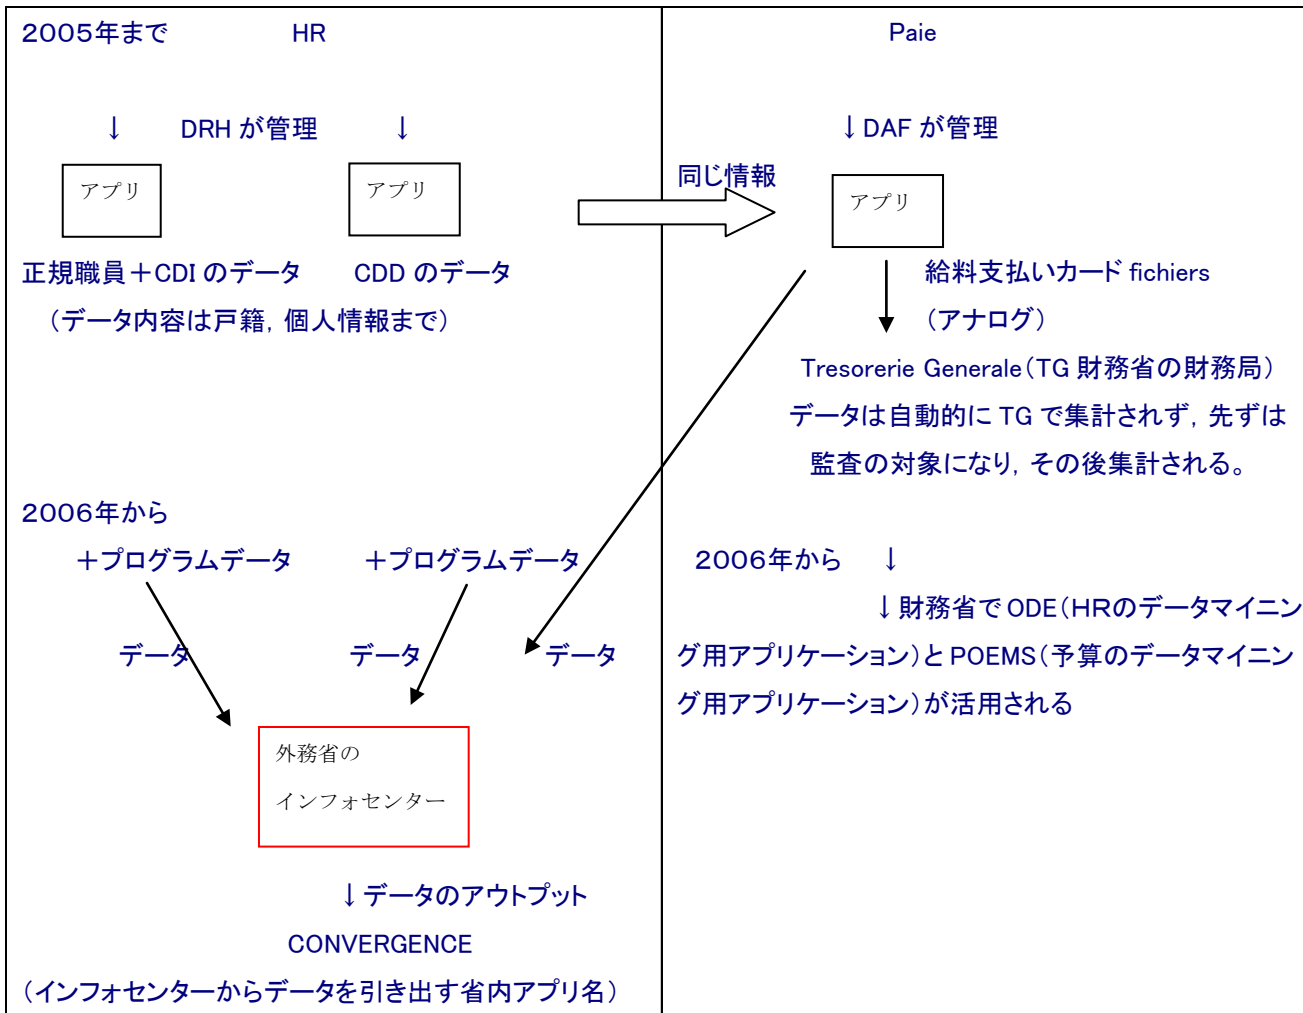 ２００５年まで HR
↓ DRH が管理 ↓
アプリ
アプリ
正規職員＋CDI のデータ CDD のデータ
（データ内容は戸籍，個人情報まで）
２００６年から
＋プログラムデータ ＋プログラムデータ
データ データ データ
外務省の
インフォセンター
↓データのアウトプット
CONVERGENCE
（インフォセンターからデータを引き出す省内アプリ名）
Paie
↓DAF が管理
同じ情報
アプリ
給料支払いカード fichiers
（アナログ）
Tresorerie Generale（TG 財務省の財務局）
データは自動的に TG で集計されず，先ずは
監査の対象になり，その後集計される。
２００６年から ↓
↓財務省で ODE（HRのデータマイニン
グ用アプリケーション）と POEMS（予算のデータマイニン
グ用アプリケーション）が活用される